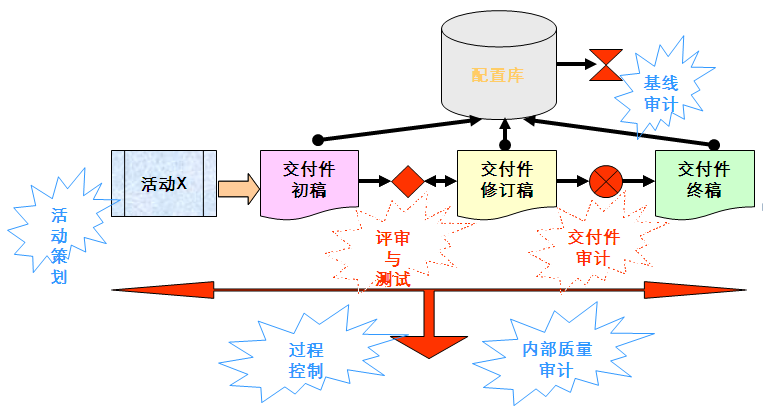 配置库
基线
审计
活动X
交付件
初稿
交付件
修订稿
交付件
终稿
活
动
策
划
评审
与
测试
交付件
审计
过程
控制
内部质量
审计